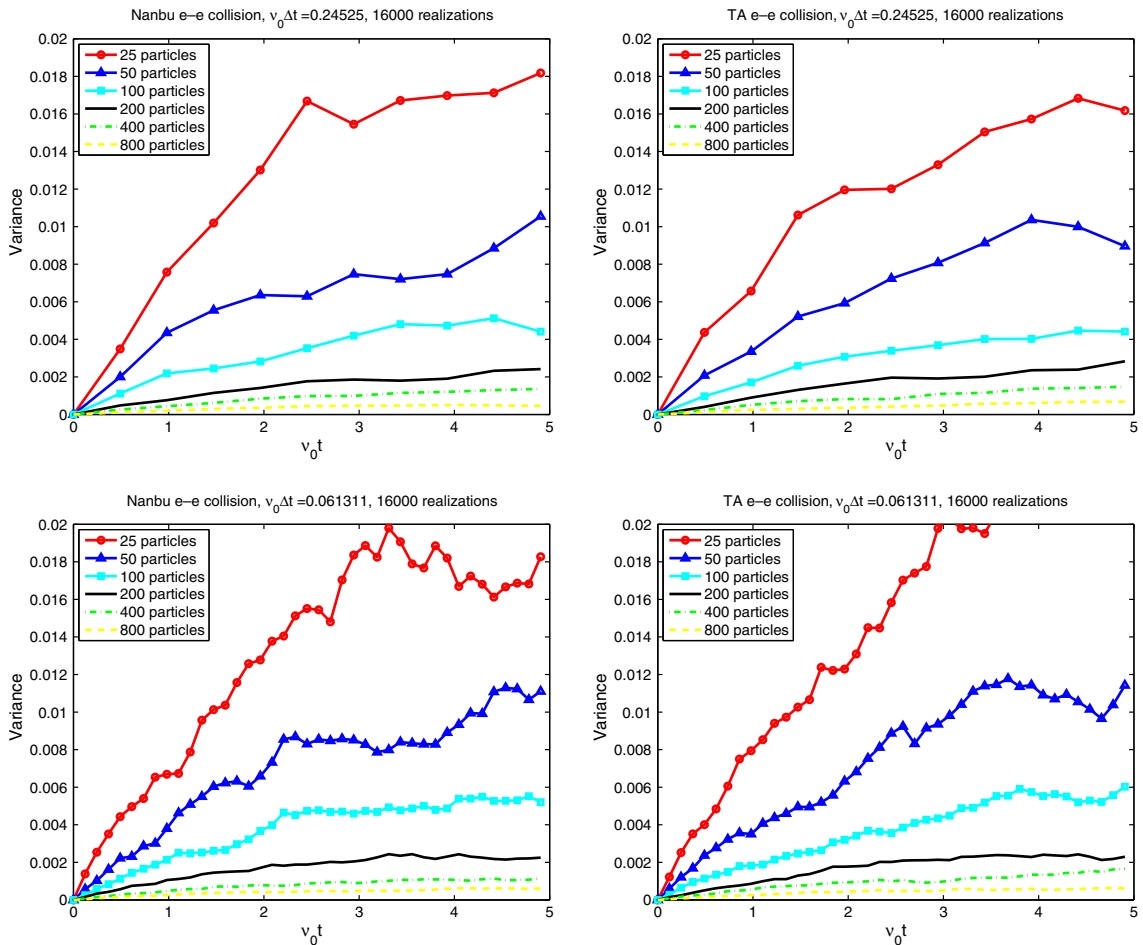 Nanbu e−e collision, ν0Δt =0.24525, 16000 realizations
0.02
0.018
0.016
0.014
0.012
0.01
0.008
0.006
0.004
0.002
0
Variance
25 particles
50 particles
100 particles
200 particles
400 particles
800 particles
0 1 2 3 4 5
ν0t
TA e−e collision, ν0Δt =0.24525, 16000 realizations
0.02
0.018
0.016
0.014
0.012
0.01
0.008
0.006
0.004
0.002
0
Variance
25 particles
50 particles
100 particles
200 particles
400 particles
800 particles
0 1 2 3 4 5
ν0t
Nanbu e−e collision, ν0Δt =0.061311, 16000 realizations
0.02
0.018
0.016
0.014
0.012
0.01
0.008
0.006
0.004
0.002
0
Variance
25 particles
50 particles
100 particles
200 particles
400 particles
800 particles
0 1 2 3 4 5
ν0t
TA e−e collision, ν0Δt =0.061311, 16000 realizations
0.02
0.018
0.016
0.014
0.012
0.01
0.008
0.006
0.004
0.002
0
Variance
25 particles
50 particles
100 particles
200 particles
400 particles
800 particles
0 1 2 3 4 5
ν0t